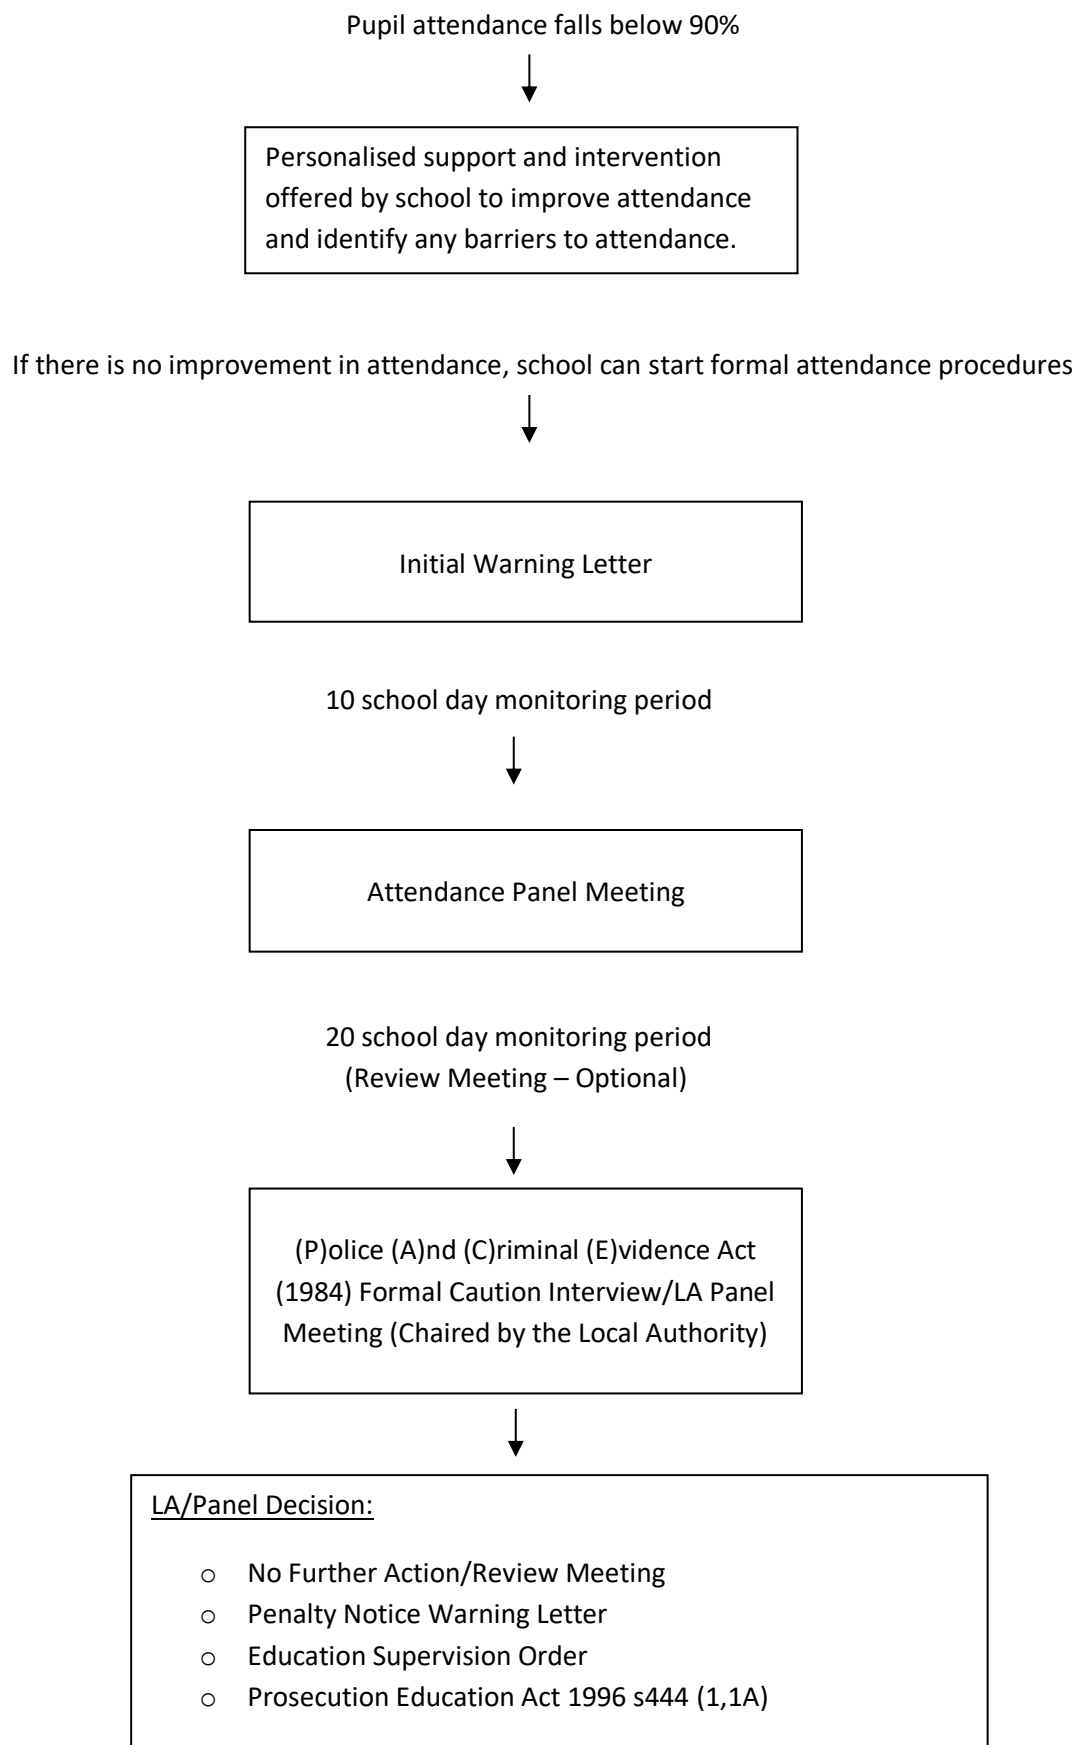 Pupil attendance falls below 90%
Personalised support and intervention
offered by school to improve attendance
and identify any barriers to attendance.
If there is no improvement in attendance, school can start formal attendance procedures
Initial Warning Letter
10 school day monitoring period
Attendance Panel Meeting
20 school day monitoring period
(Review Meeting – Optional)
(P)olice (A)nd (C)riminal (E)vidence Act
(1984) Formal Caution Interview/LA Panel
Meeting (Chaired by the Local Authority)
LA/Panel Decision:
o No Further Action/Review Meeting
o Penalty Notice Warning Letter
o Education Supervision Order
o Prosecution Education Act 1996 s444 (1,1A)